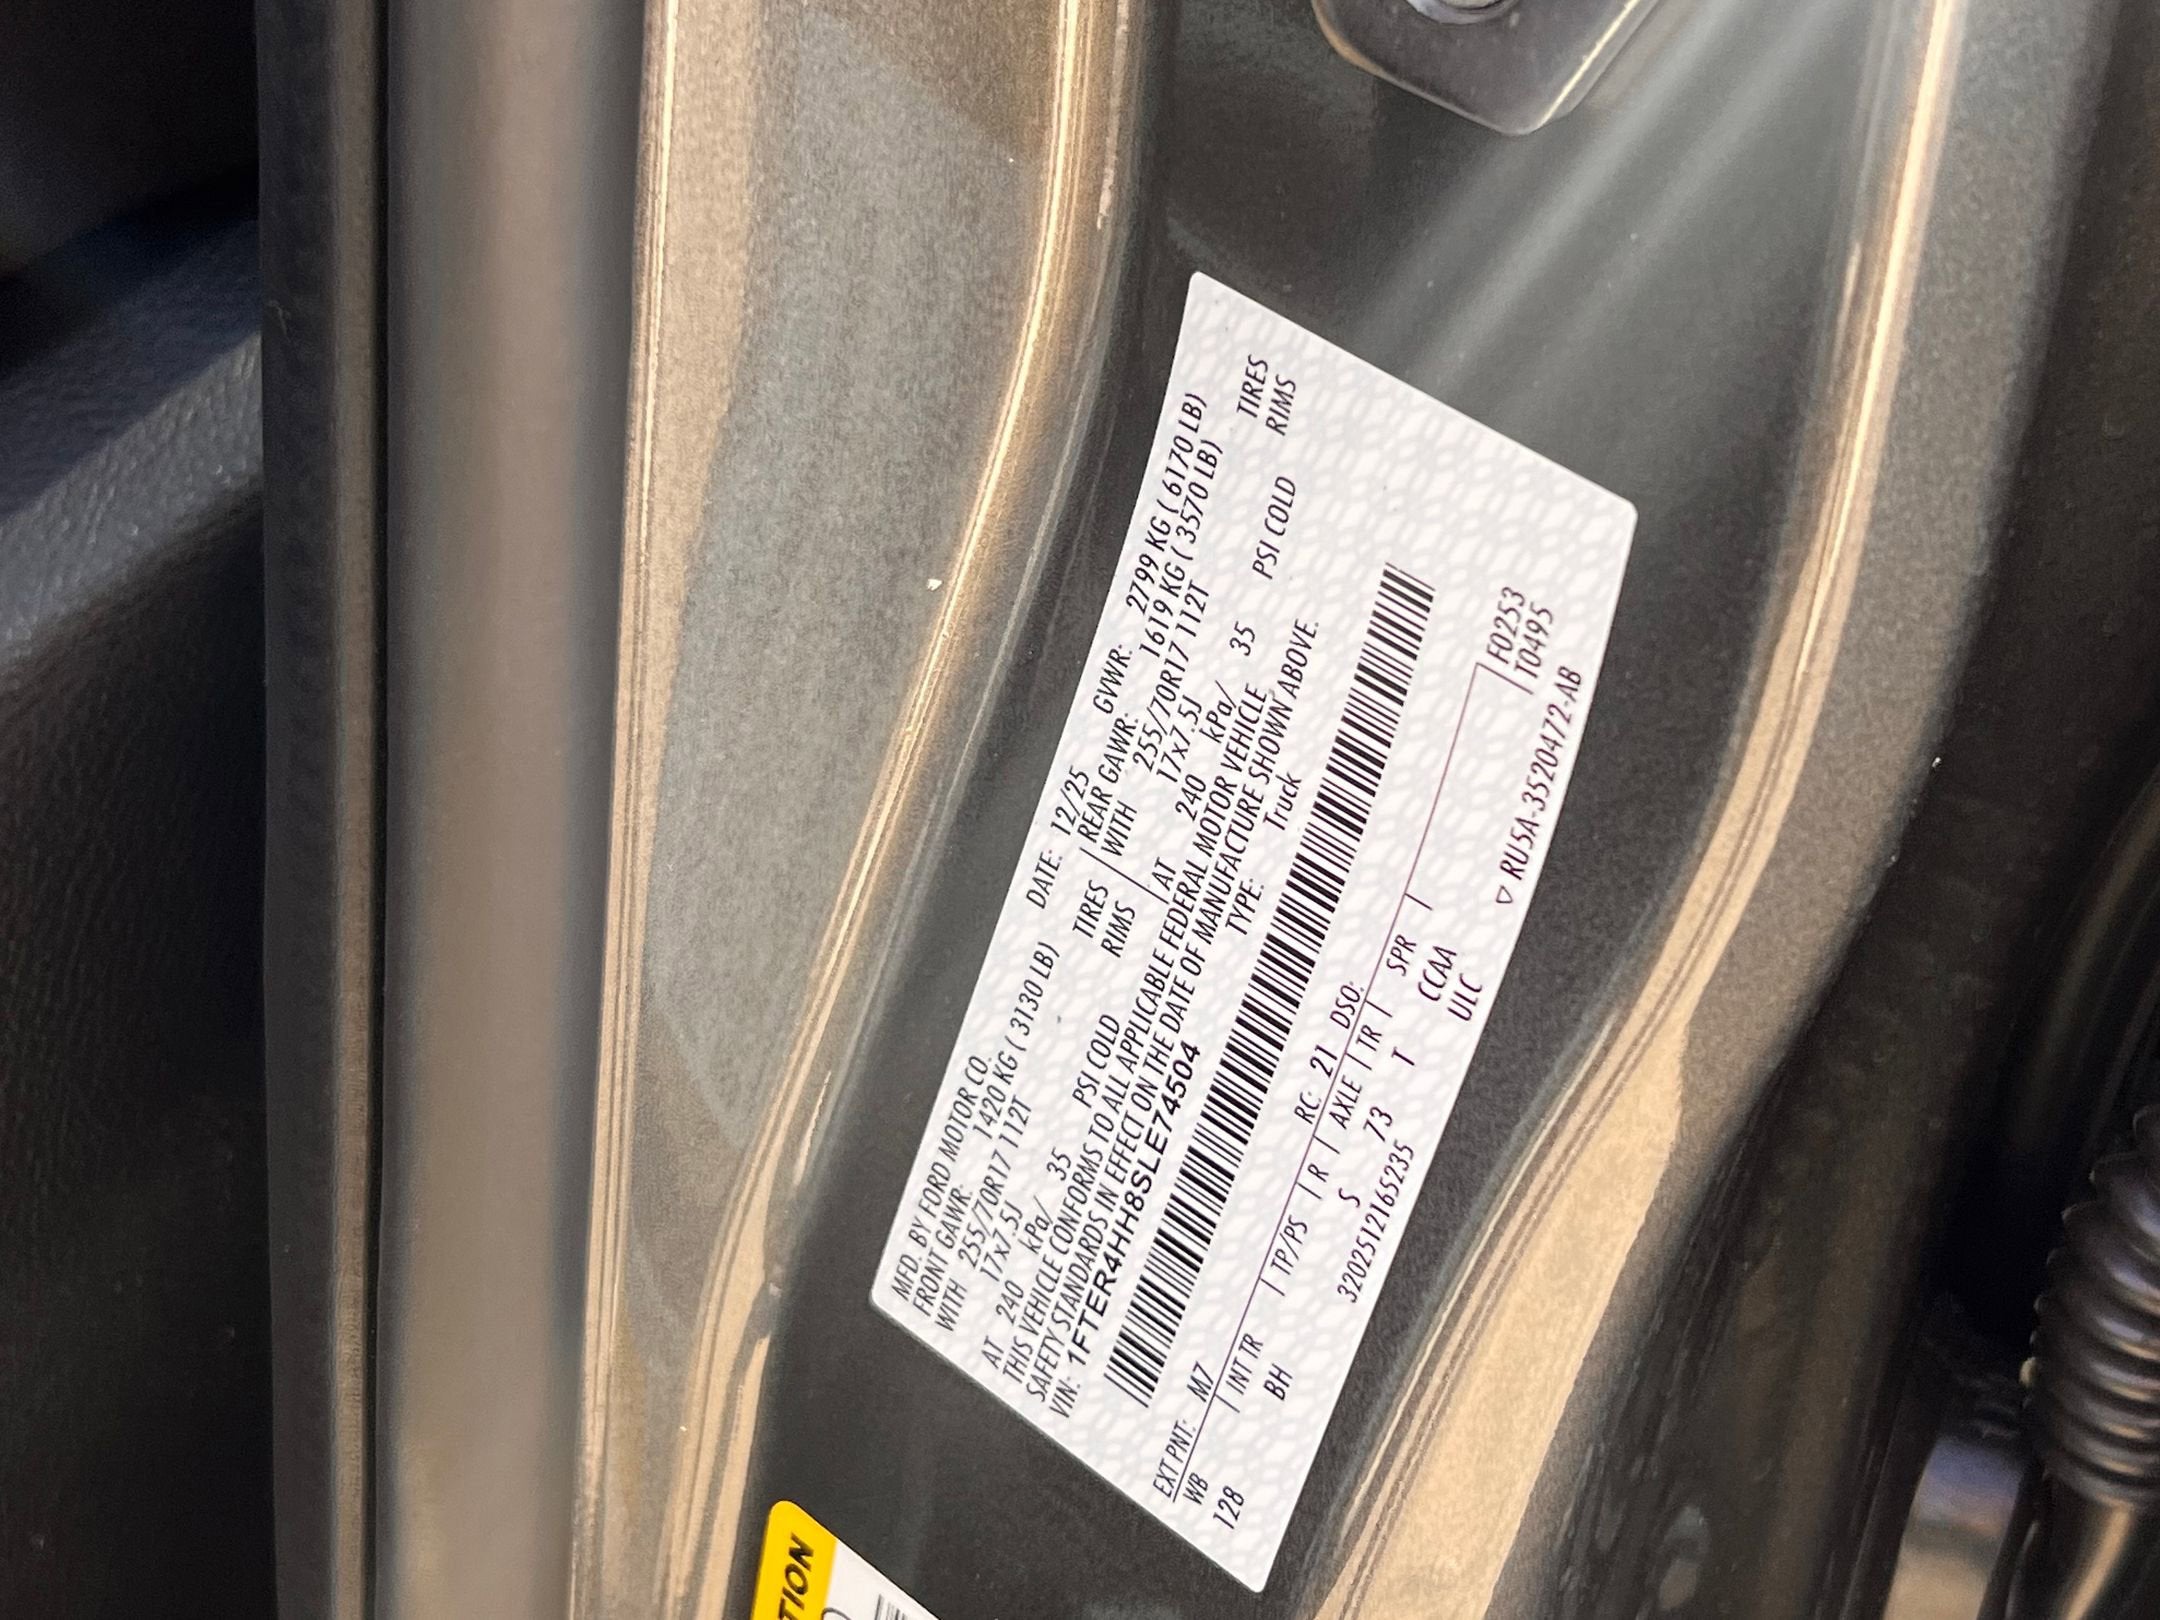 MFD. BY FORD MOTOR CO. DATE: 12/25 GVWR: 2799 KG ( 6170 LB)
FRONT GAWR: 1420 KG ( 3130 LB) REAR GAWR: 1619 KG ( 3570 LB)
WITH 255/70R17 112T TIRES WITH 255/70R17 112T TIRES
17x7.5J RIMS 17x7.5J RIMS
AT 240 kPa/ 35 PSI COLD AT 240 kPa/ 35 PSI COLD
THIS VEHICLE CONFORMS TO ALL APPLICABLE FEDERAL MOTOR VEHICLE
SAFETY STANDARDS IN EFFECT ON THE DATE OF MANUFACTURE SHOWN ABOVE.
VIN: 1FTER4HH8SLE74504 TYPE: Truck
EXT PNT: M7 RC: 21 DSO: F0253
WB | INT TR | TP/PS | R | AXLE | TR | SPR | T0495
128 BH S 73 T CCAA
3202512165235 ULC
▽ RU5A-3520472-AB
TION